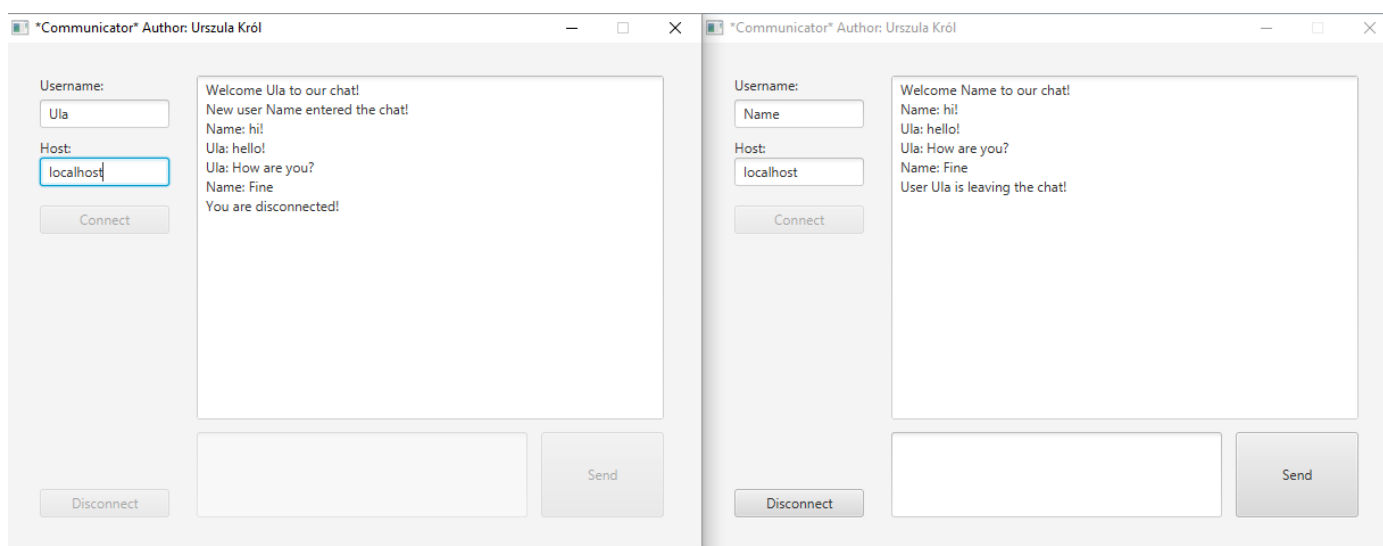 *Communicator* Author: Urszula Król
Username:
Ula
Host:
localhost
Connect
Disconnect
Welcome Ula to our chat!
New user Name entered the chat!
Name: hi!
Ula: hello!
Ula: How are you?
Name: Fine
You are disconnected!
Send
*Communicator* Author: Urszula Król
Username:
Name
Host:
localhost
Connect
Disconnect
Welcome Name to our chat!
Name: hi!
Ula: hello!
Ula: How are you?
Name: Fine
User Ula is leaving the chat!
Send